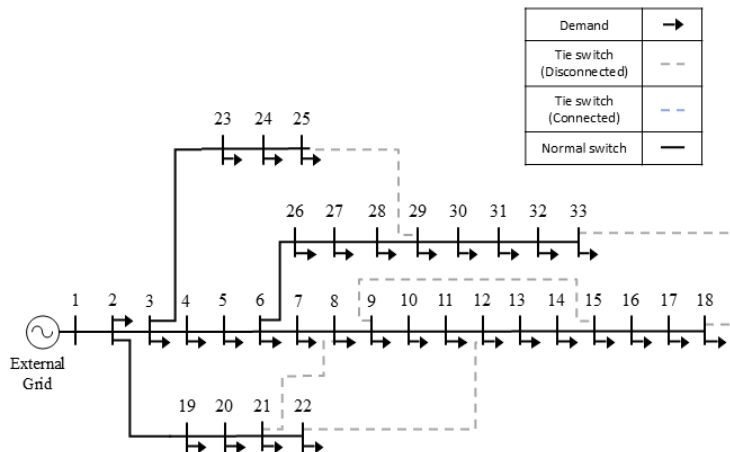 Demand
Tie switch
(Disconnected)
Tie switch
(Connected)
Normal switch
23 24 25
26 27 28 29 30 31 32 33
1 2 3 4 5 6 7 8 9 10 11 12 13 14 15 16 17 18
External
Grid
19 20 21 22